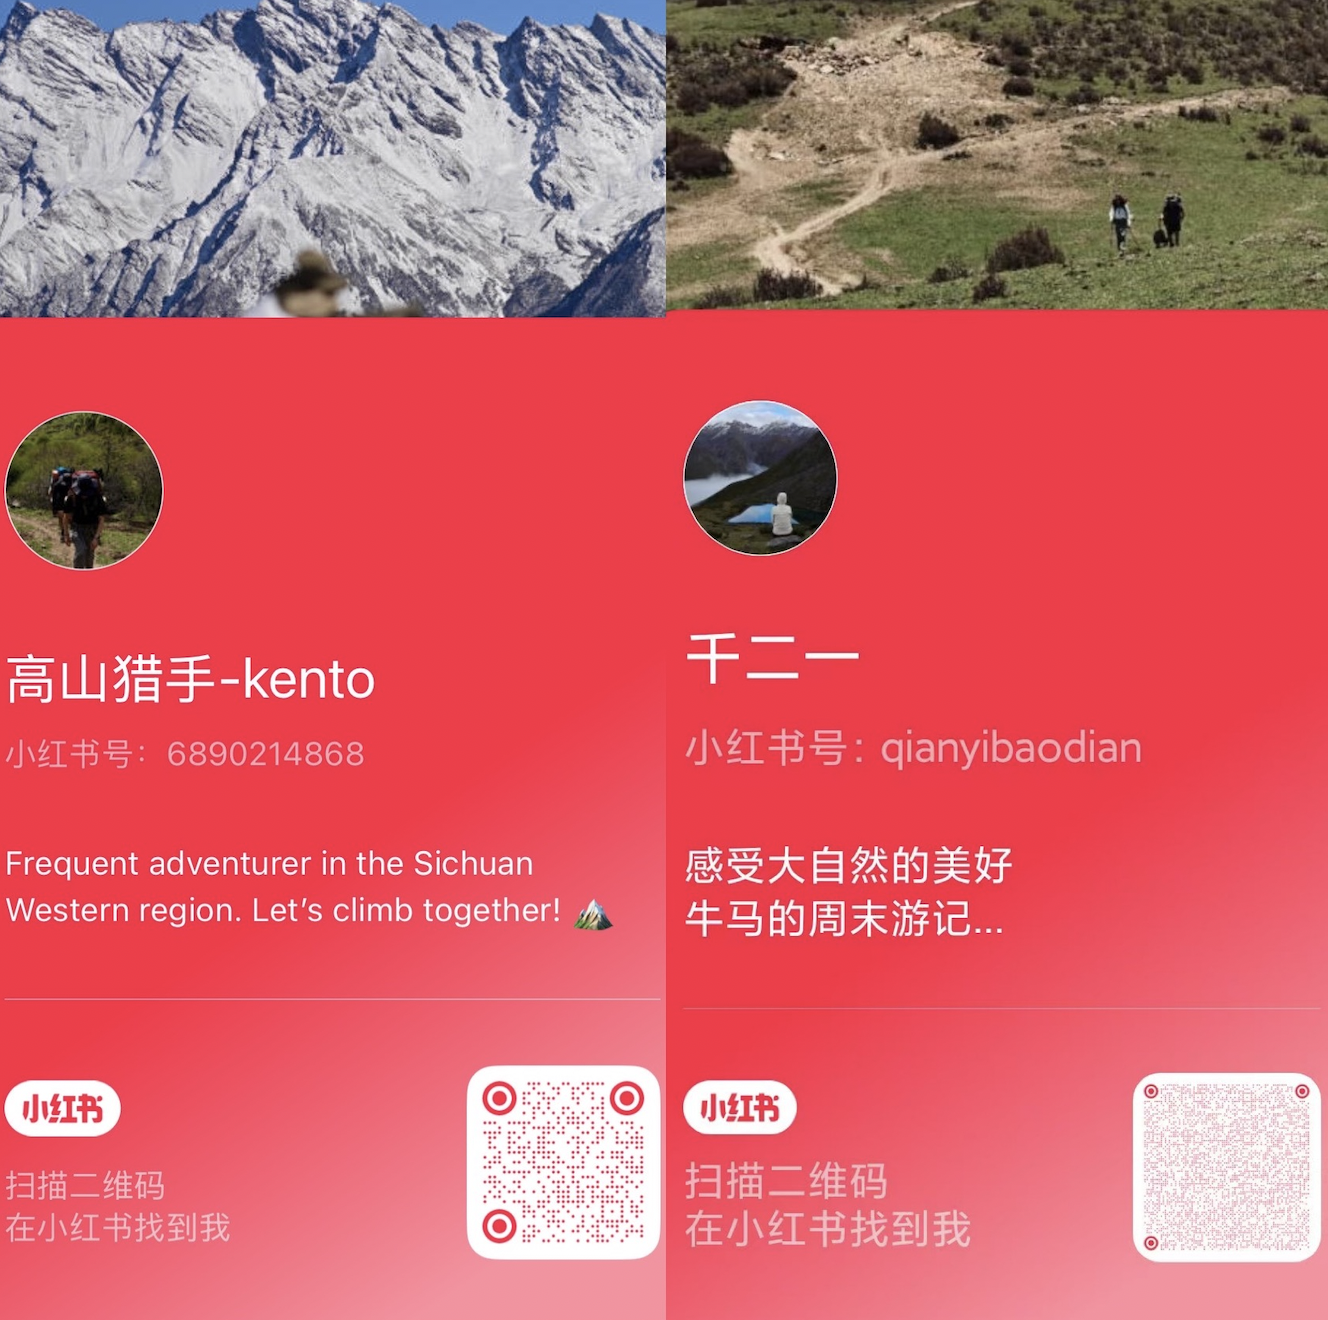 高山猎手-kento
小红书号：6890214868
Frequent adventurer in the Sichuan
Western region. Let’s climb together! ⛰️
小红书
扫描二维码
在小红书找到我
千二一
小红书号：qianyibaodian
感受大自然的美好
牛马的周末游记...
小红书
扫描二维码
在小红书找到我